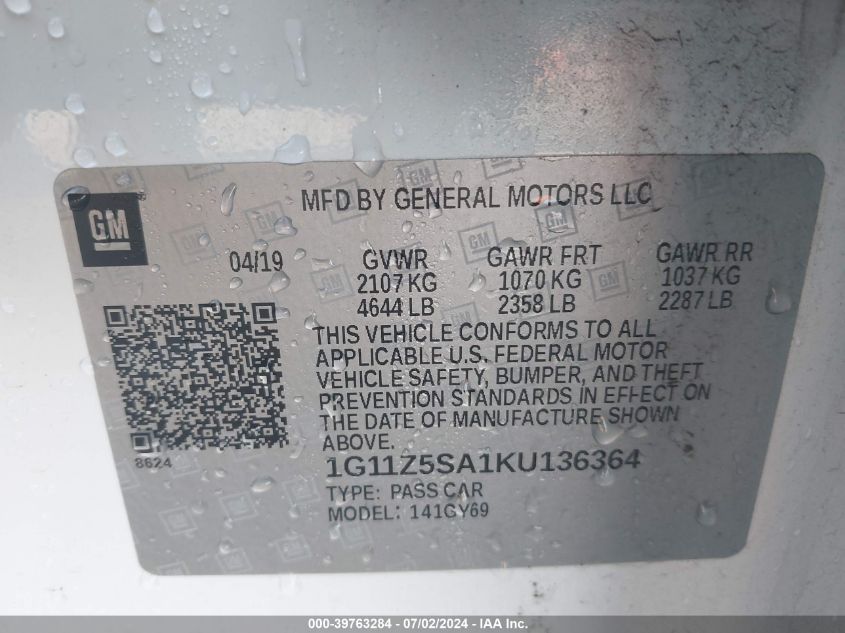 MFD BY GENERAL MOTORS LLC
GM
04/19 GVWR GAWR FRT GAWR RR
2107 KG 1070 KG 1037 KG
4644 LB 2358 LB 2287 LB
THIS VEHICLE CONFORMS TO ALL
APPLICABLE U.S. FEDERAL MOTOR
VEHICLE SAFETY, BUMPER, AND THEFT
PREVENTION STANDARDS IN EFFECT ON
THE DATE OF MANUFACTURE SHOWN
ABOVE.
8624
1G11Z5SA1KU136364
TYPE: PASS CAR
MODEL: 141GY69
000-39763284 - 07/02/2024 - IAA Inc.